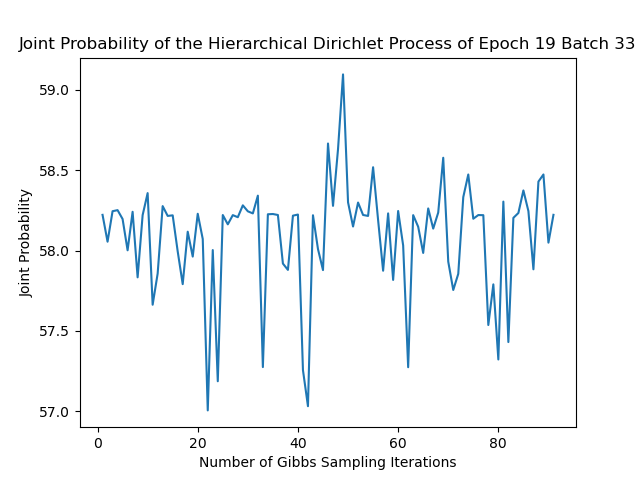 Joint Probability of the Hierarchical Dirichlet Process of Epoch 19 Batch 33
59.0
58.5
58.0
57.5
57.0
Joint Probability
0 20 40 60 80
Number of Gibbs Sampling Iterations